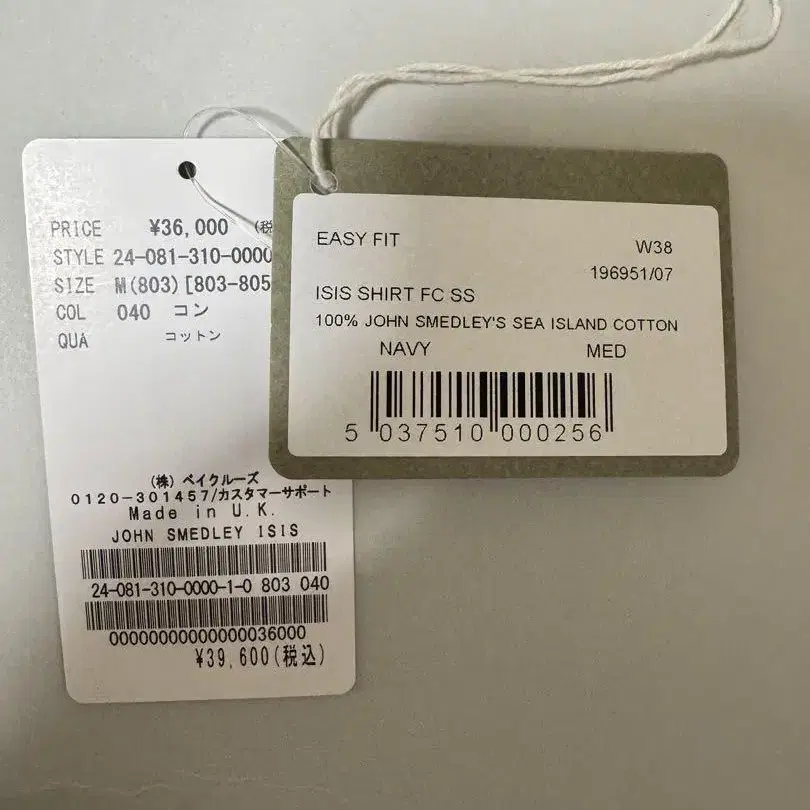 PRICE ¥36,000 (税
STYLE 24-081-310-0000
SIZE M(803)[803-805
COL 040 コン
QUA コットン
(株) ベイクルーズ
0120-301457/カスタマーサポート
Made in U.K.
JOHN SMEDLEY ISIS
24-081-310-0000-1-0 803 040
00000000000000036000
¥39,600(税込)
EASY FIT
W38
196951/07
ISIS SHIRT FC SS
100% JOHN SMEDLEY'S SEA ISLAND COTTON
NAVY MED
5 037510 000256